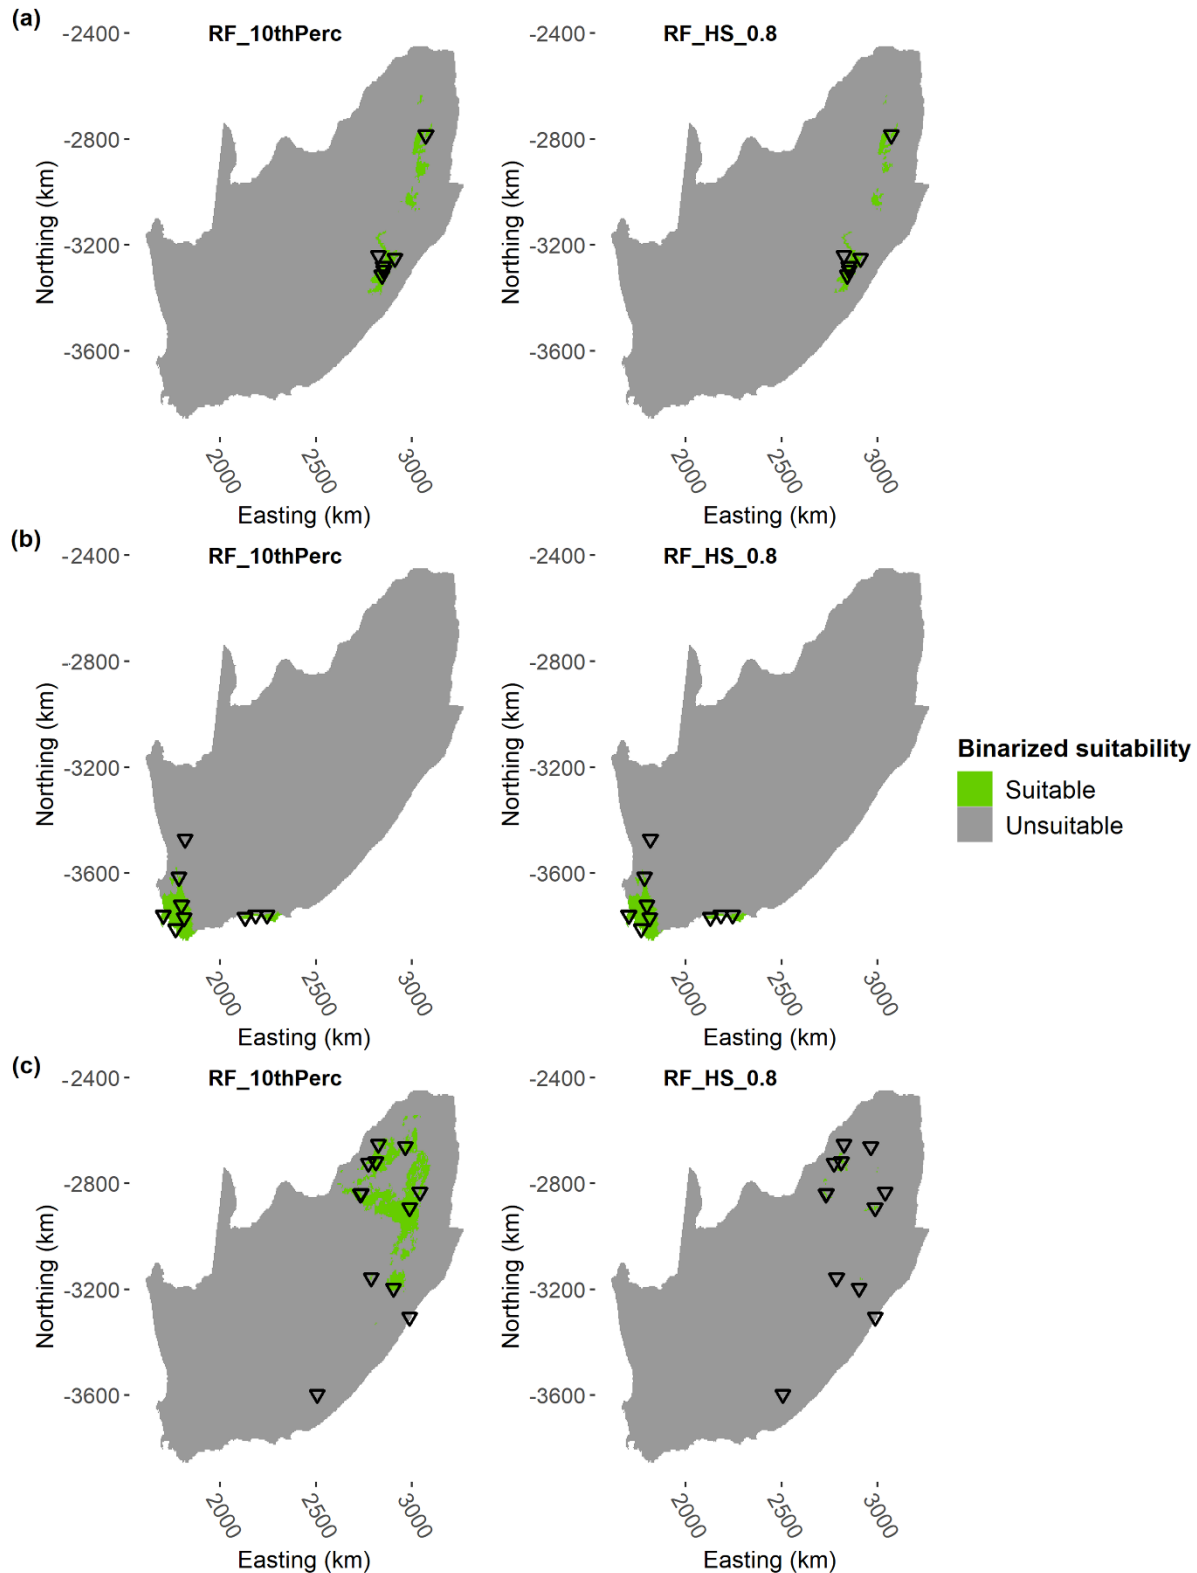 (a)
RF_10thPerc
RF_HS_0.8
-2400
-2800
-3200
-3600
Northing (km)
2000
2500
3000
Easting (km)
-2400
-2800
-3200
-3600
Northing (km)
2000
2500
3000
Easting (km)
(b)
RF_10thPerc
RF_HS_0.8
-2400
-2800
-3200
-3600
Northing (km)
2000
2500
3000
Easting (km)
-2400
-2800
-3200
-3600
Northing (km)
2000
2500
3000
Easting (km)
Binarized suitability
Suitable
Unsuitable
(c)
RF_10thPerc
RF_HS_0.8
-2400
-2800
-3200
-3600
Northing (km)
2000
2500
3000
Easting (km)
-2400
-2800
-3200
-3600
Northing (km)
2000
2500
3000
Easting (km)